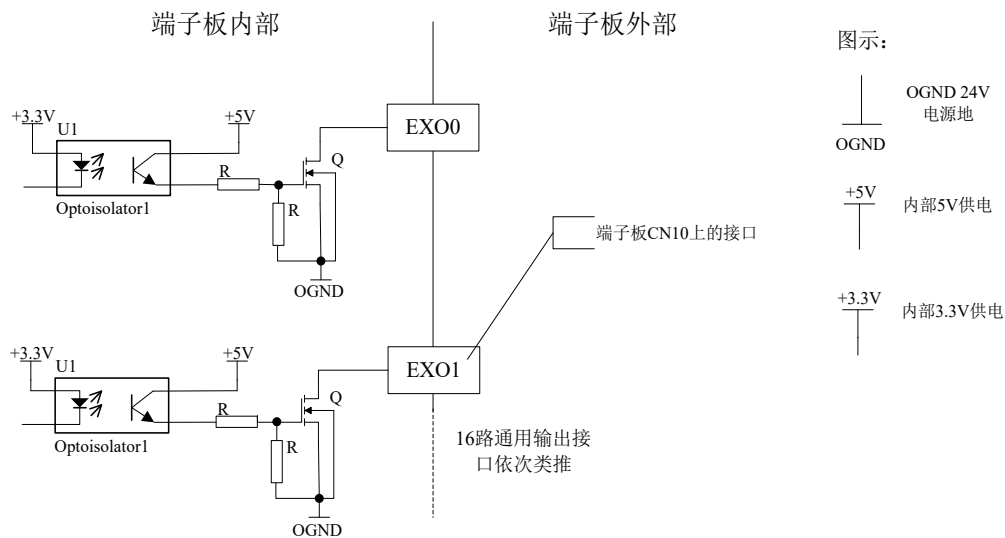 端子板内部
端子板外部
图示：
+3.3V
U1
+5V
EXO0
R
Q
R
Optoisolator1
OGND
OGND 24V
电源地
OGND
+5V
内部5V供电
端子板CN10上的接口
+3.3V
内部3.3V供电
+3.3V
U1
+5V
EXO1
R
Q
R
Optoisolator1
OGND
16路通用输出接
口依次类推